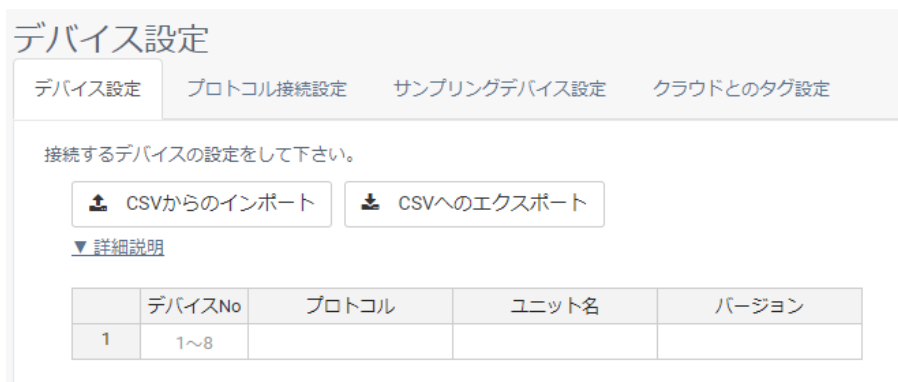 デバイス設定
デバイス設定 プロトコル接続設定 サンプリングデバイス設定 クラウドとのタグ設定
接続するデバイスの設定をして下さい。
CSVからのインポート CSVへのエクスポート
▼ 詳細説明
デバイスNo プロトコル ユニット名 バージョン
1 1~8